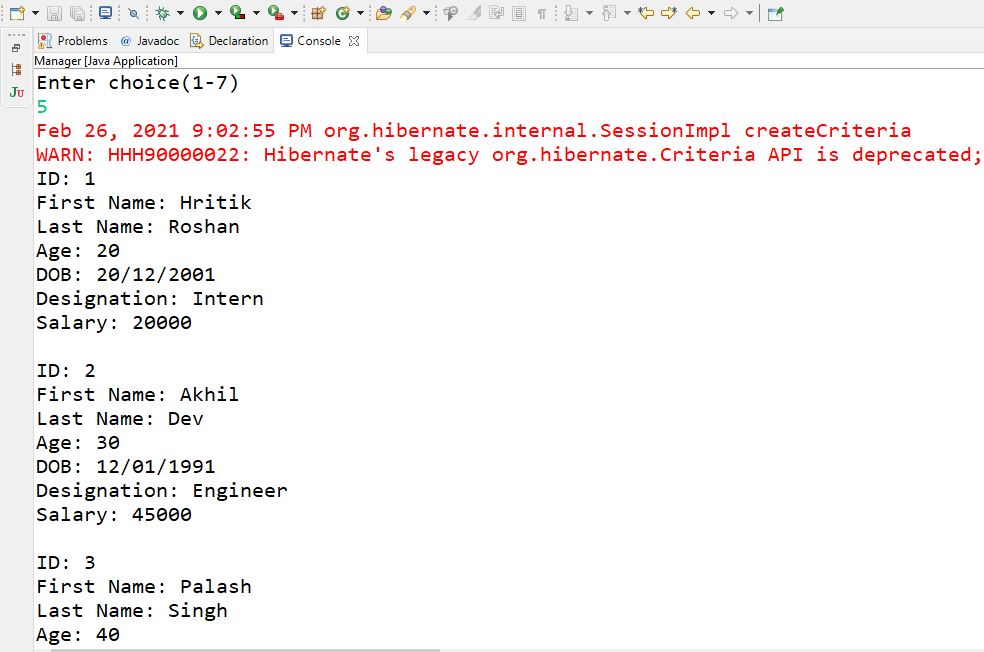 Problems @ Javadoc Declaration Console
Manager [Java Application]
Enter choice(1-7)
5
Feb 26, 2021 9:02:55 PM org.hibernate.internal.SessionImpl createCriteria
WARN: HHH90000022: Hibernate's legacy org.hibernate.Criteria API is deprecated;
ID: 1
First Name: Hritik
Last Name: Roshan
Age: 20
DOB: 20/12/2001
Designation: Intern
Salary: 20000
ID: 2
First Name: Akhil
Last Name: Dev
Age: 30
DOB: 12/01/1991
Designation: Engineer
Salary: 45000
ID: 3
First Name: Palash
Last Name: Singh
Age: 40
Ju